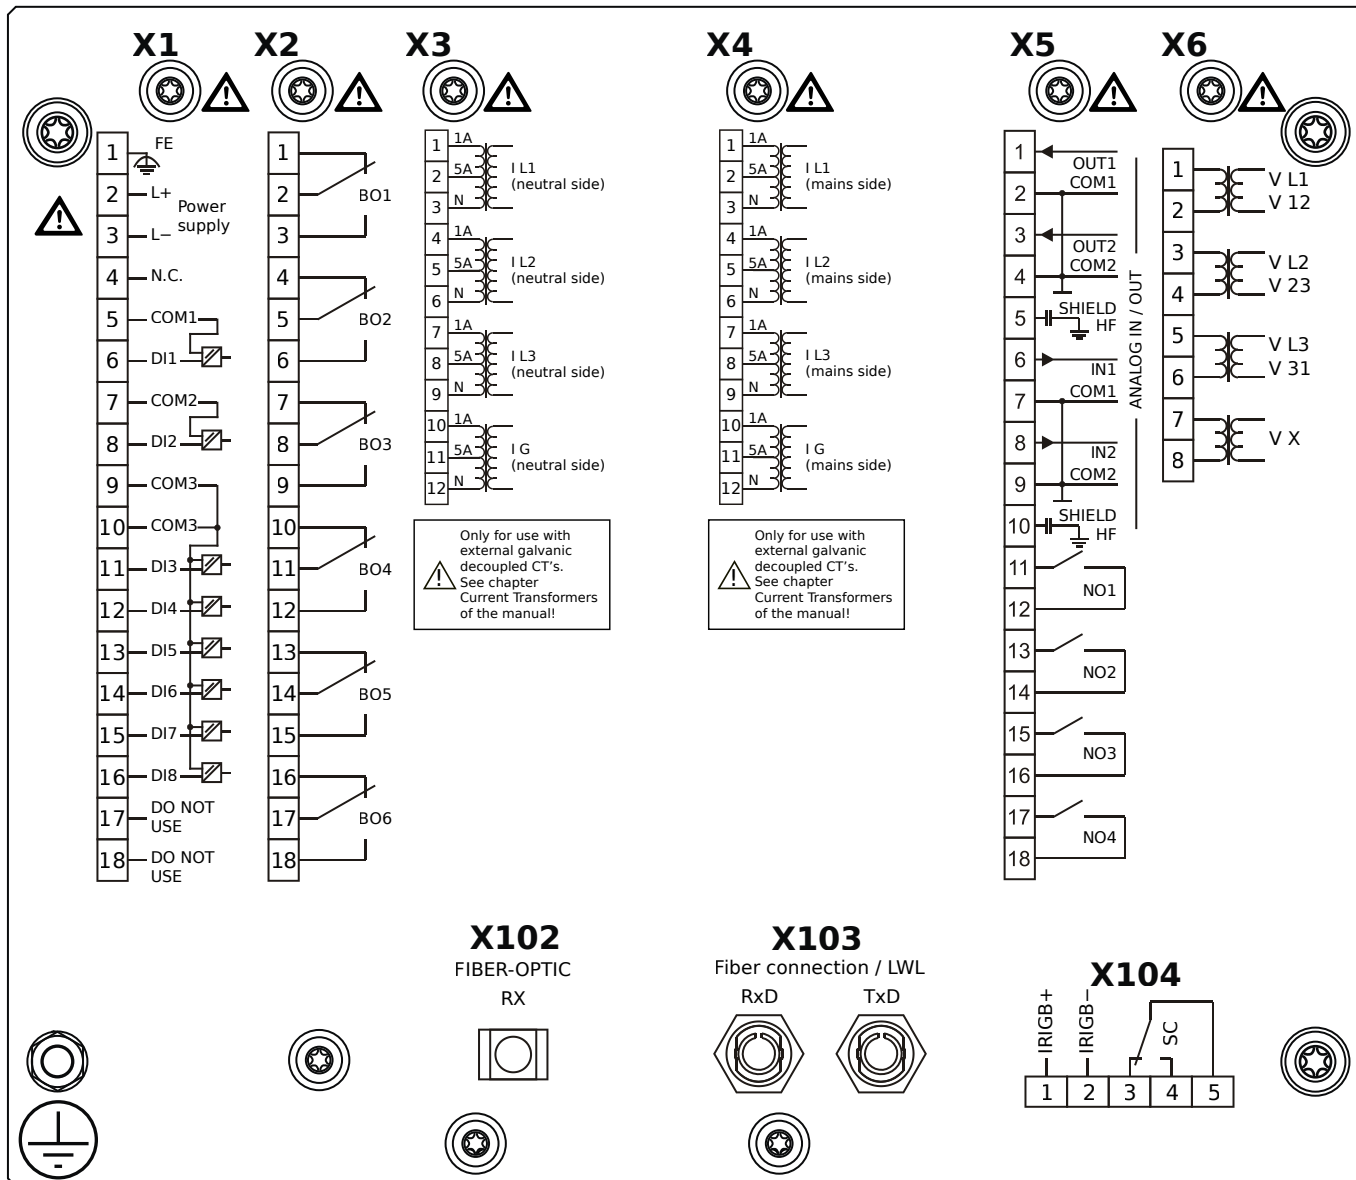 X1
1
FE
2
L+
Power
supply
3
L−
4
N.C.
5
COM1
6
DI1
7
COM2
8
DI2
9
COM3
10
COM3
11
DI3
12
DI4
13
DI5
14
DI6
15
DI7
16
DI8
17
DO NOT
USE
18
DO NOT
USE
X2
1
2
BO1
3
4
5
BO2
6
7
8
BO3
9
10
11
BO4
12
13
14
BO5
15
16
17
BO6
18
X3
1
1A
2
5A
I L1
(neutral side)
3
N
4
1A
5
5A
I L2
(neutral side)
6
N
7
1A
8
5A
I L3
(neutral side)
9
N
10
1A
11
5A
I G
(neutral side)
12
N
Only for use with
external galvanic
decoupled CT’s.
See chapter
Current Transformers
of the manual!
X4
1
1A
2
5A
I L1
(mains side)
3
N
4
1A
5
5A
I L2
(mains side)
6
N
7
1A
8
5A
I L3
(mains side)
9
N
10
1A
11
5A
I G
(mains side)
12
N
Only for use with
external galvanic
decoupled CT’s.
See chapter
Current Transformers
of the manual!
X5
1
OUT1
2
COM1
3
OUT2
4
COM2
5
SHIELD
HF
6
IN1
7
COM1
8
IN2
9
COM2
10
SHIELD
HF
ANALOG IN / OUT
11
NO1
12
13
NO2
14
15
NO3
16
17
NO4
18
X6
1
V L1
2
V 12
3
V L2
4
V 23
5
V L3
6
V 31
7
V X
8
X102
FIBER-OPTIC
RX
X103
Fiber connection / LWL
RxD TxD
X104
IRIGB+
IRIGB−
SC
1 2 3 4 5